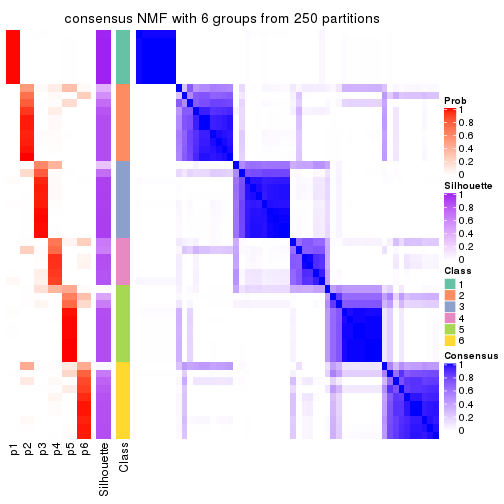 consensus NMF with 6 groups from 250 partitions
Prob
1
0.8
0.6
0.4
0.2
0
Silhouette
1
0.8
0.6
0.4
0.2
0
Class
1
2
3
4
5
6
Consensus
1
0.8
0.6
0.4
0.2
0
p1
p2
p3
p4
p5
p6
Silhouette
Class